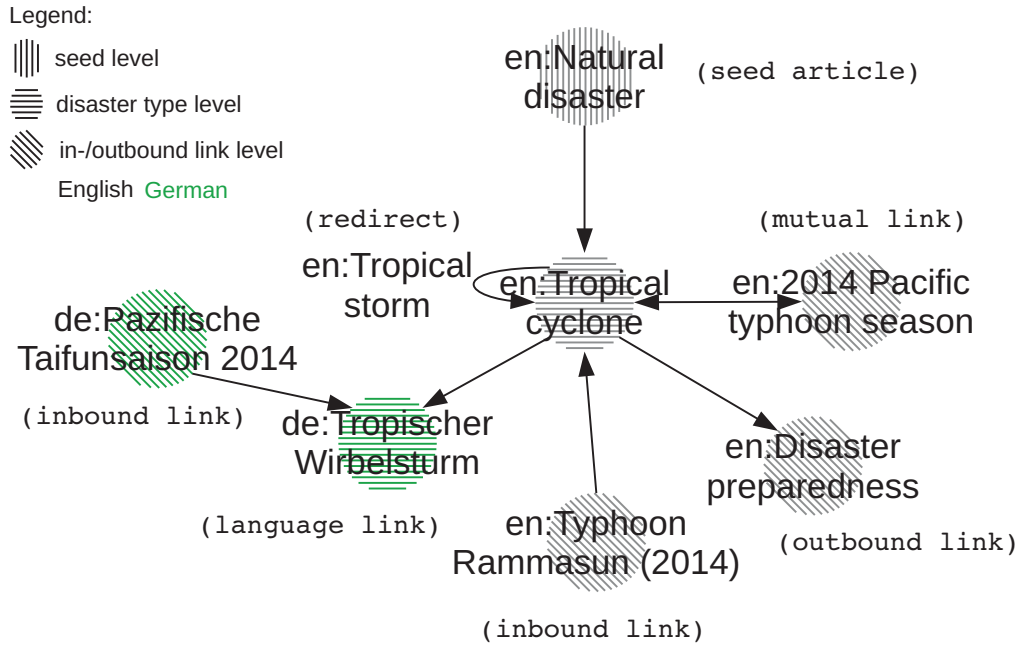 Legend:
seed level
disaster type level
in-/outbound link level
English German
en:Natural
disaster
(seed article)
(redirect)
en:Tropical
storm
en:Tropical
cyclone
(mutual link)
en:2014 Pacific
typhoon season
de:Pazifische
Taifunsaison 2014
(inbound link)
de:Tropischer
Wirbelsturm
(language link)
en:Disaster
preparedness
(outbound link)
en:Typhoon
Rammasun (2014)
(inbound link)